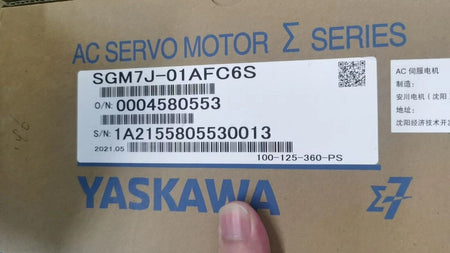 AC SERVO MOTOR Σ SERIES
SGM7J-01AFC6S
O/N: 0004580553
S/N: 1A2155805530013
2021.05
100-125-360-PS
YASKAWA
Σ7
AC 伺服电机
制造:
安川电机(沈阳
地址:
沈阳经济技术开